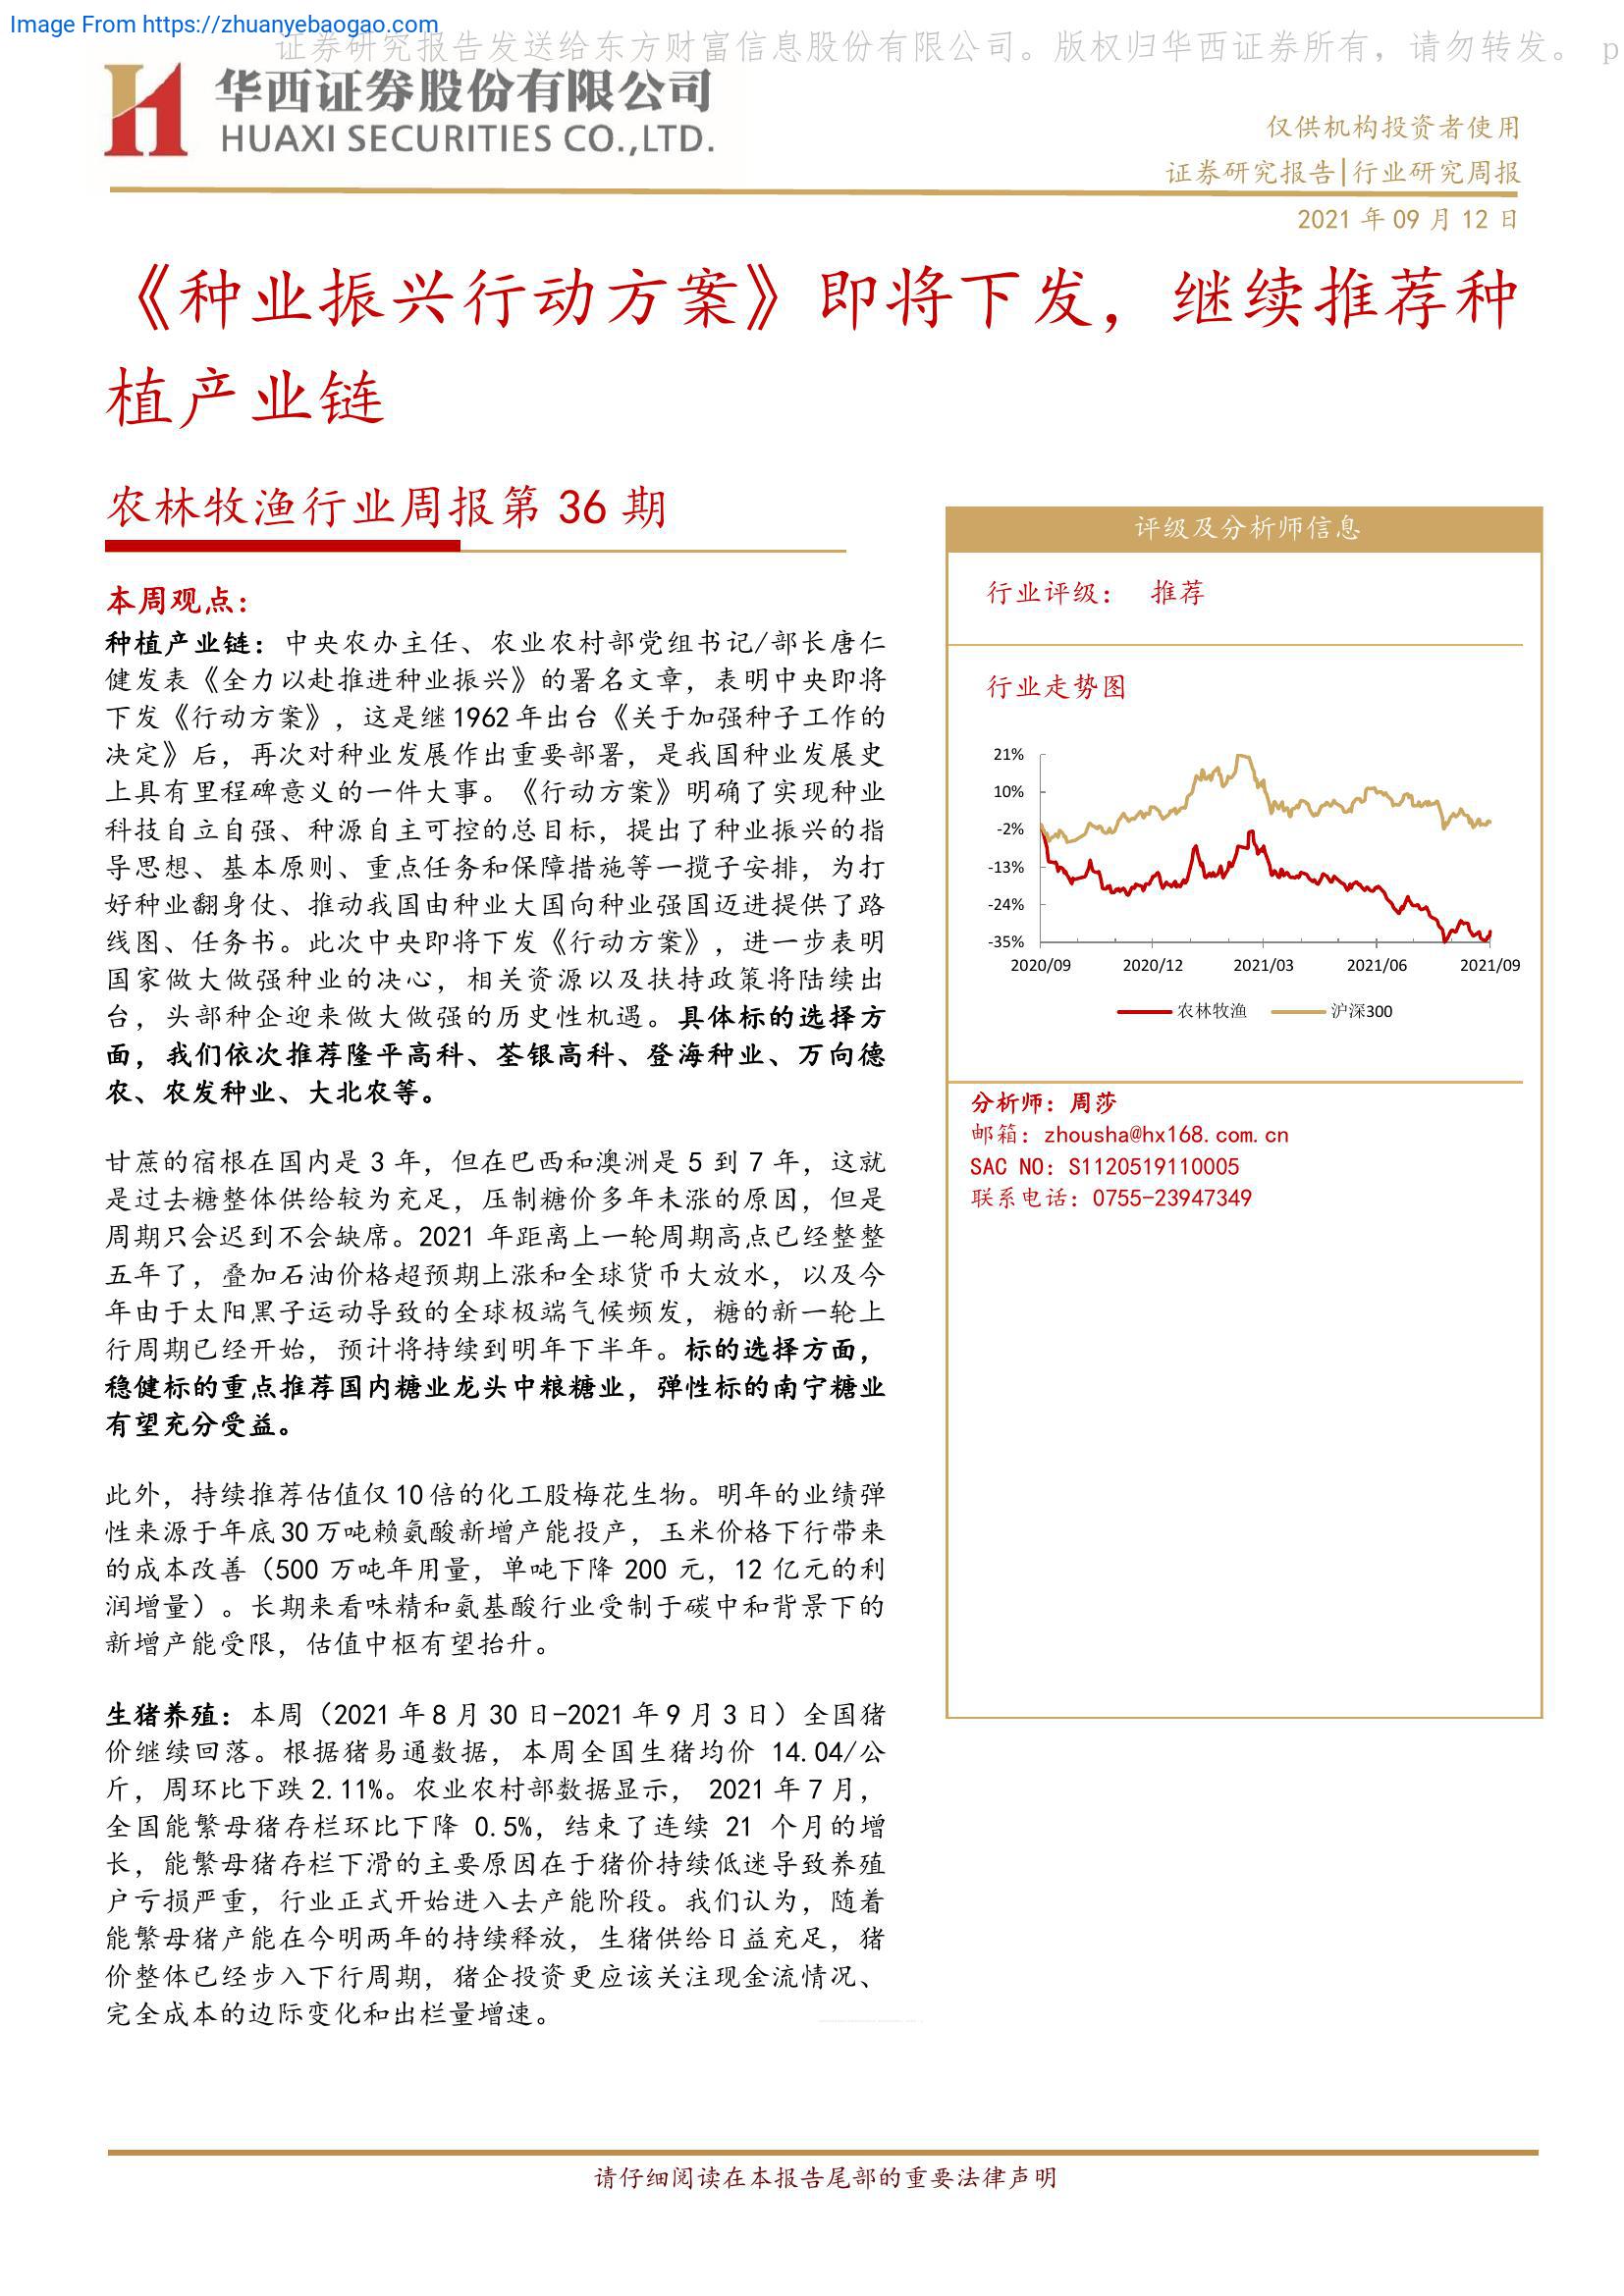 Image From https://zhuanyebaogao.com
证券研究报告发送给东方财富信息股份有限公司。版权归华西证券所有，请勿转发。 p
华西证券股份有限公司
HUAXI SECURITIES CO.,LTD.
仅供机构投资者使用
证券研究报告|行业研究周报
2021 年 09 月 12 日
《种业振兴行动方案》即将下发，继续推荐种
植产业链
农林牧渔行业周报第 36 期
本周观点：
种植产业链：中央农办主任、农业农村部党组书记/部长唐仁
健发表《全力以赴推进种业振兴》的署名文章，表明中央即将
下发《行动方案》，这是继 1962 年出台《关于加强种子工作的
决定》后，再次对种业发展作出重要部署，是我国种业发展史
上具有里程碑意义的一件大事。《行动方案》明确了实现种业
科技自立自强、种源自主可控的总目标，提出了种业振兴的指
导思想、基本原则、重点任务和保障措施等一揽子安排，为打
好种业翻身仗、推动我国由种业大国向种业强国迈进提供了路
线图、任务书。此次中央即将下发《行动方案》，进一步表明
国家做大做强种业的决心，相关资源以及扶持政策将陆续出
台，头部种企迎来做大做强的历史性机遇。具体标的选择方
面，我们依次推荐隆平高科、荃银高科、登海种业、万向德
农、农发种业、大北农等。
甘蔗的宿根在国内是 3 年，但在巴西和澳洲是 5 到 7 年，这就
是过去糖整体供给较为充足，压制糖价多年未涨的原因，但是
周期只会迟到不会缺席。2021 年距离上一轮周期高点已经整整
五年了，叠加石油价格超预期上涨和全球货币大放水，以及今
年由于太阳黑子运动导致的全球极端气候频发，糖的新一轮上
行周期已经开始，预计将持续到明年下半年。标的选择方面，
稳健标的重点推荐国内糖业龙头中粮糖业，弹性标的南宁糖业
有望充分受益。
此外，持续推荐估值仅 10 倍的化工股梅花生物。明年的业绩弹
性来源于年底 30 万吨赖氨酸新增产能投产，玉米价格下行带来
的成本改善（500 万吨年用量，单吨下降 200 元，12 亿元的利
润增量）。长期来看味精和氨基酸行业受制于碳中和背景下的
新增产能受限，估值中枢有望抬升。
生猪养殖：本周（2021 年 8 月 30 日-2021 年 9 月 3 日）全国猪
价继续回落。根据猪易通数据，本周全国生猪均价 14.04/公
斤，周环比下跌 2.11%。农业农村部数据显示， 2021 年 7 月，
全国能繁母猪存栏环比下降 0.5%，结束了连续 21 个月的增
长，能繁母猪存栏下滑的主要原因在于猪价持续低迷导致养殖
户亏损严重，行业正式开始进入去产能阶段。我们认为，随着
能繁母猪产能在今明两年的持续释放，生猪供给日益充足，猪
价整体已经步入下行周期，猪企投资更应该关注现金流情况、
完全成本的边际变化和出栏量增速。
评级及分析师信息
行业评级： 推荐
行业走势图
21%
10%
-2%
-13%
-24%
-35%
2020/09 2020/12 2021/03 2021/06 2021/09
农林牧渔 沪深300
分析师：周莎
邮箱：zhousha@hx168.com.cn
SAC NO：S1120519110005
联系电话：0755-23947349
请仔细阅读在本报告尾部的重要法律声明